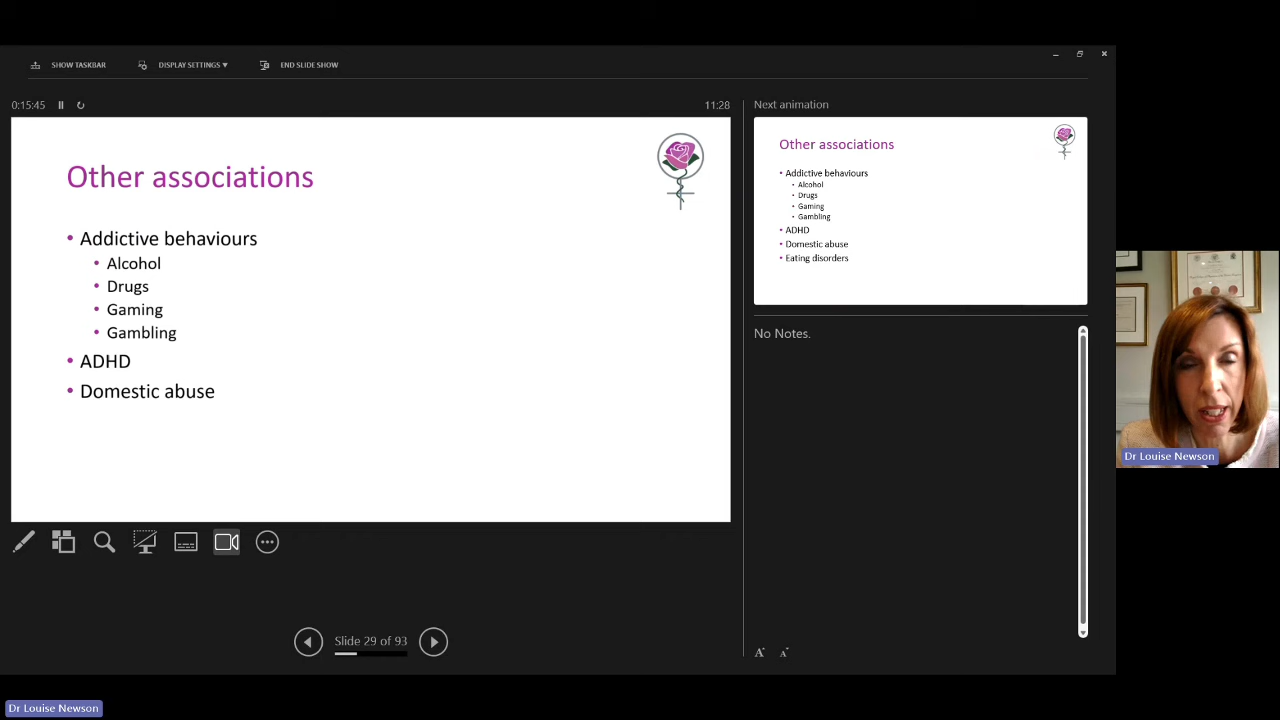 SHOW TASKBAR
DISPLAY SETTINGS ▼
END SLIDE SHOW
0:15:45
11:28
Next animation
Other associations
• Addictive behaviours
• Alcohol
• Drugs
• Gaming
• Gambling
• ADHD
• Domestic abuse
Other associations
• Addictive behaviours
• Alcohol
• Drugs
• Gaming
• Gambling
• ADHD
• Domestic abuse
• Eating disorders
No Notes.
Dr Louise Newson
Slide 29 of 93
A A
Dr Louise Newson